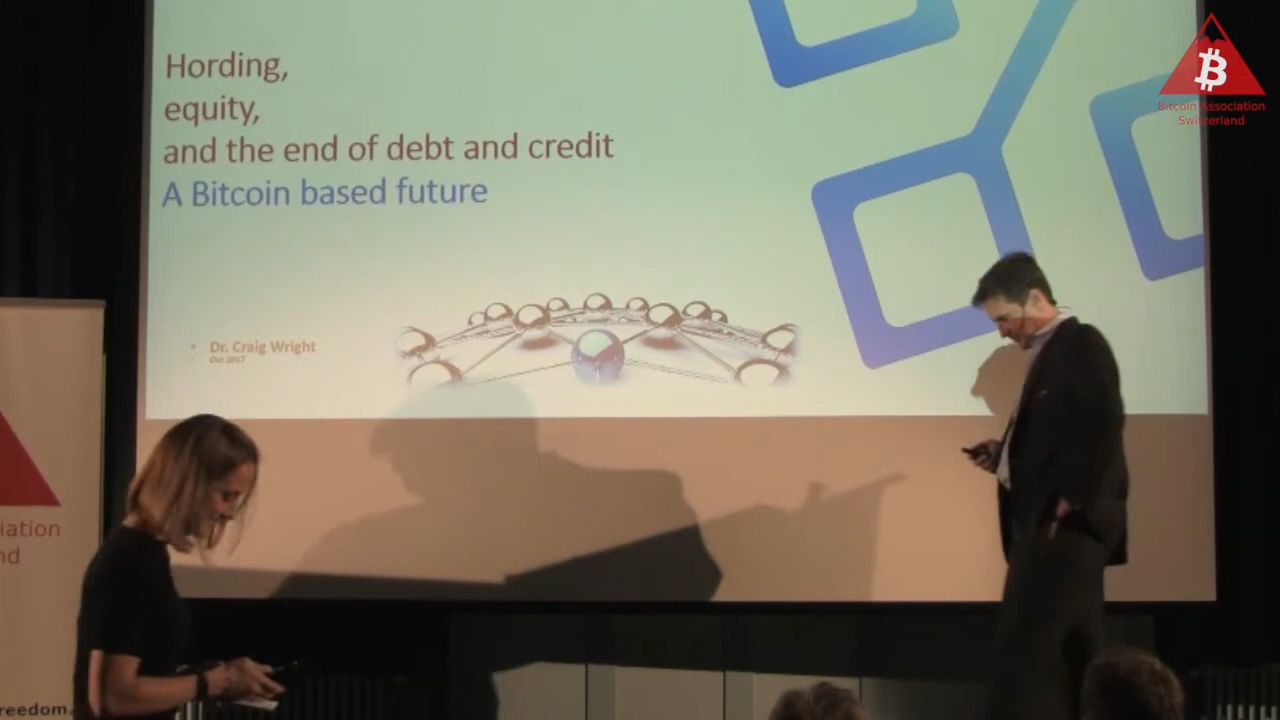 Hording,
equity,
and the end of debt and credit
A Bitcoin based future
• Dr. Craig Wright
Oct 2017
Bitcoin Association
Switzerland
iation
nd
reedom.